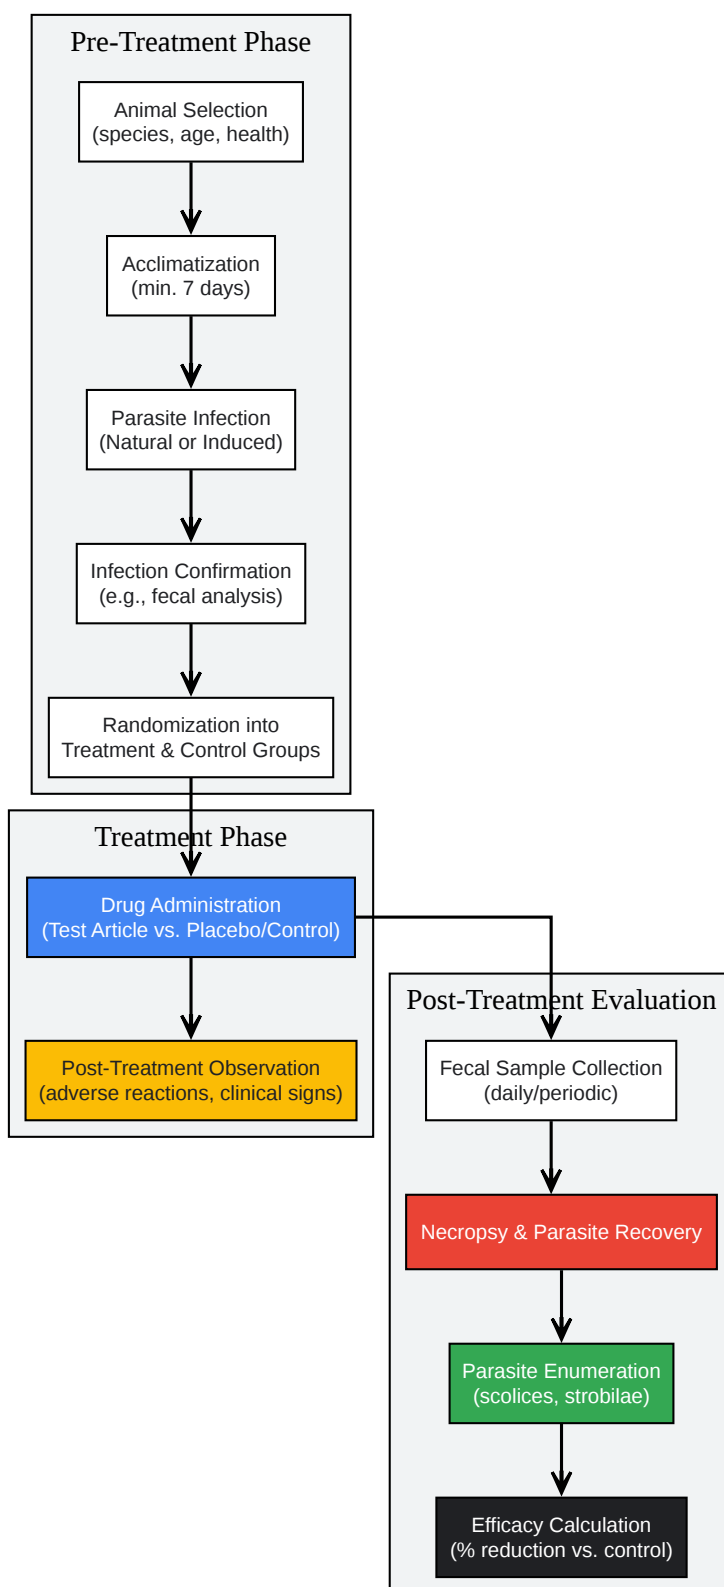 Pre-Treatment Phase
Animal Selection
(species, age, health)
Acclimatization
(min. 7 days)
Parasite Infection
(Natural or Induced)
Infection Confirmation
(e.g., fecal analysis)
Randomization into
Treatment & Control Groups
Treatment Phase
Drug Administration
(Test Article vs. Placebo/Control)
Post-Treatment Observation
(adverse reactions, clinical signs)
Post-Treatment Evaluation
Fecal Sample Collection
(daily/periodic)
Necropsy & Parasite Recovery
Parasite Enumeration
(scolices, strobilae)
Efficacy Calculation
(% reduction vs. control)